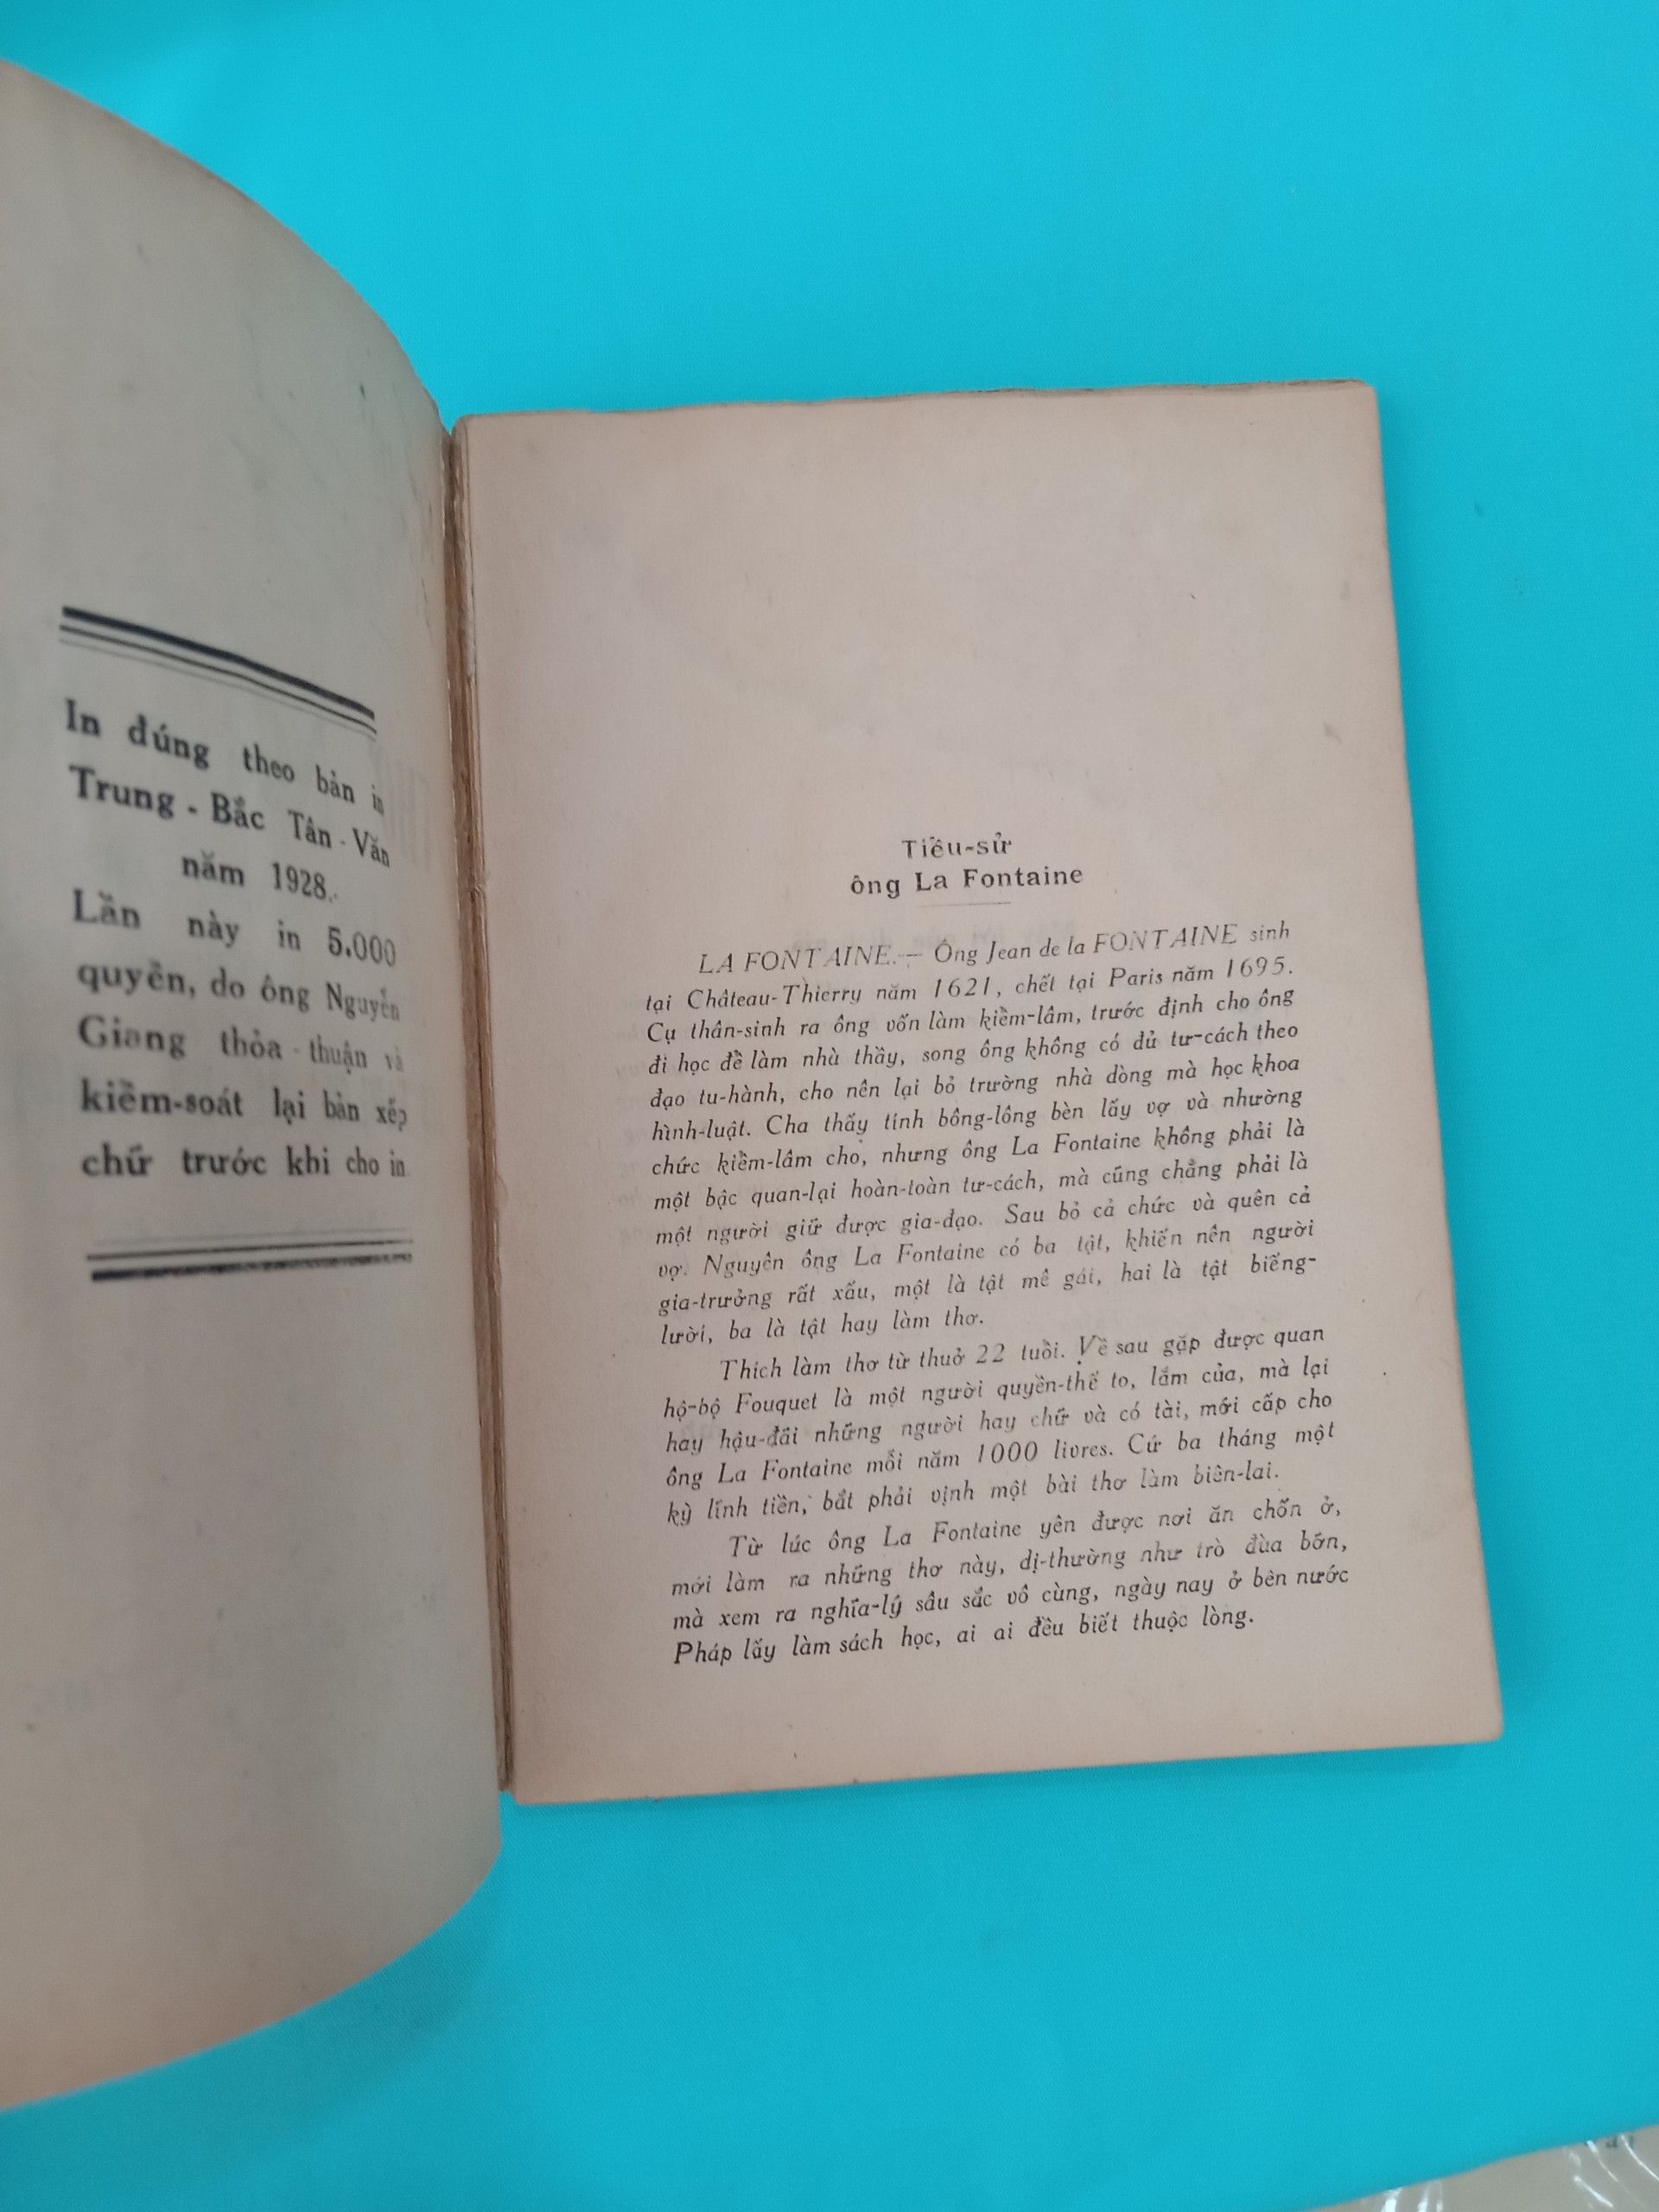 In đúng theo bản in
Trung - Bắc Tân - Văn
năm 1928.
Lần này in 5.000
quyển, do ông Nguyễn
Giang thỏa - thuận và
kiểm-soát lại bản xếp
chữ trước khi cho in.
Tiểu-sử
ông La Fontaine
LA FONTAINE. — Ông Jean de la FONTAINE sinh
tại Château-Thierry năm 1621, chết tại Paris năm 1695.
Cụ thân-sinh ra ông vốn làm kiểm-lâm, trước định cho ông
đi học để làm nhà thầy, song ông không có đủ tư-cách theo
đạo tu-hành, cho nên lại bỏ trường nhà dòng mà học khoa
hình-luật. Cha thấy tính bông-lông bèn lấy vợ và nhường
chức kiểm-lâm cho, nhưng ông La Fontaine không phải là
một bậc quan-lại hoàn-toàn tư-cách, mà cũng chẳng phải là
một người giữ được gia-đạo. Sau bỏ cả chức và quên cả
vợ. Nguyên ông La Fontaine có ba tật, khiến nên người
gia-trưởng rất xấu, một là tật mê gái, hai là tật biếng-
lười, ba là tật hay làm thơ.
Thích làm thơ từ thuở 22 tuổi. Về sau gặp được quan
hộ-bộ Fouquet là một người quyền-thế to, lắm của, mà lại
hay hậu-đãi những người hay chữ và có tài, mới cấp cho
ông La Fontaine mỗi năm 1000 livres. Cứ ba tháng một
kỳ lĩnh tiền, bắt phải vịnh một bài thơ làm biên-lai.
Từ lúc ông La Fontaine yên được nơi ăn chốn ở,
mới làm ra những thơ này, dị-thường như trò đùa bỡn,
mà xem ra nghĩa-lý sâu sắc vô cùng, ngày nay ở bên nước
Pháp lấy làm sách học, ai ai đều biết thuộc lòng.